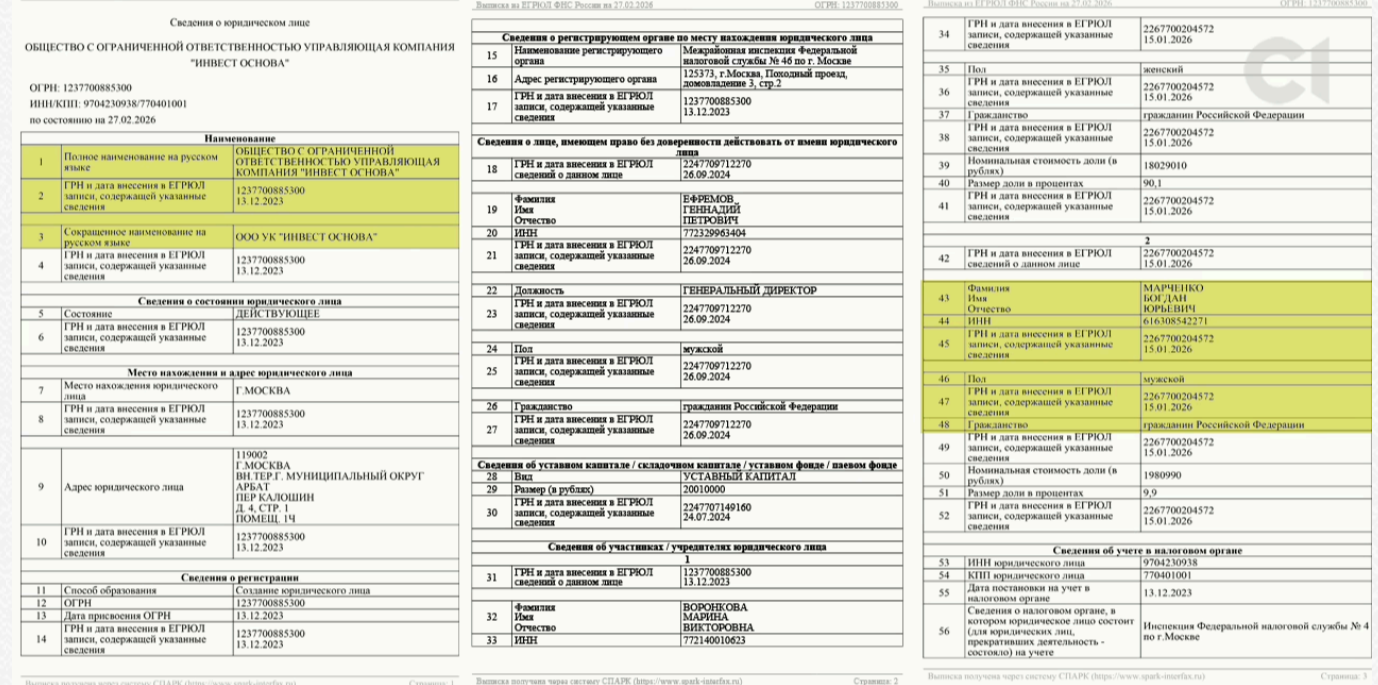 Сведения о юридическом лице
ОБЩЕСТВО С ОГРАНИЧЕННОЙ ОТВЕТСТВЕННОСТЬЮ УПРАВЛЯЮЩАЯ КОМПАНИЯ
"ИНВЕСТ ОСНОВА"
ОГРН: 1237700885300
ИНН/КПП: 9704230938/770401001
по состоянию на 27.02.2026
Наименование
1 Полное наименование на русском языке ОБЩЕСТВО С ОГРАНИЧЕННОЙ
ОТВЕТСТВЕННОСТЬЮ УПРАВЛЯЮЩАЯ
КОМПАНИЯ "ИНВЕСТ ОСНОВА"
2 ГРН и дата внесения в ЕГРЮЛ
записи, содержащей указанные
сведения
1237700885300
13.12.2023
3 Сокращенное наименование на
русском языке
ООО УК "ИНВЕСТ ОСНОВА"
4 ГРН и дата внесения в ЕГРЮЛ
записи, содержащей указанные
сведения
1237700885300
13.12.2023
Сведения о состоянии юридического лица
5 Состояние ДЕЙСТВУЮЩЕЕ
6 ГРН и дата внесения в ЕГРЮЛ
записи, содержащей указанные
сведения
1237700885300
13.12.2023
Место нахождения и адрес юридического лица
7 Место нахождения юридического
лица
Г.МОСКВА
8 ГРН и дата внесения в ЕГРЮЛ
записи, содержащей указанные
сведения
1237700885300
13.12.2023
9 Адрес юридического лица
119002
Г.МОСКВА
ВН.ТЕР.Г. МУНИЦИПАЛЬНЫЙ ОКРУГ
АРБАТ
ПЕР КАЛОШИН
Д. 4, СТР. 1
ПОМЕЩ. 1Ч
10 ГРН и дата внесения в ЕГРЮЛ
записи, содержащей указанные
сведения
1237700885300
13.12.2023
Сведения о регистрации
11 Способ образования Создание юридического лица
12 ОГРН 1237700885300
13 Дата присвоения ОГРН 13.12.2023
14 ГРН и дата внесения в ЕГРЮЛ
записи, содержащей указанные
сведения
1237700885300
13.12.2023
Выписка получена через систему СПАРК (https://www.spark-interfax.ru) Страница: 1
Выписка из ЕГРЮЛ ФНС России на 27.02.2026 ОГРН: 1237700885300
Сведения о регистрирующем органе по месту нахождения юридического лица
15 Наименование регистрирующего
органа
Межрайонная инспекция Федеральной
налоговой службы № 46 по г. Москве
16 Адрес регистрирующего органа
125373, г.Москва, Походный проезд,
домовладение 3, стр.2
17 ГРН и дата внесения в ЕГРЮЛ
записи, содержащей указанные
сведения
1237700885300
13.12.2023
Сведения о лице, имеющем право без доверенности действовать от имени юридического
лица
18 ГРН и дата внесения в ЕГРЮЛ
сведений о данном лице
2247709712270
26.09.2024
19 Фамилия
Имя
Отчество
ЕФРЕМОВ
ГЕННАДИЙ
ПЕТРОВИЧ
20 ИНН 772329963404
21 ГРН и дата внесения в ЕГРЮЛ
записи, содержащей указанные
сведения
2247709712270
26.09.2024
22 Должность ГЕНЕРАЛЬНЫЙ ДИРЕКТОР
23 ГРН и дата внесения в ЕГРЮЛ
записи, содержащей указанные
сведения
2247709712270
26.09.2024
24 Пол мужской
25 ГРН и дата внесения в ЕГРЮЛ
записи, содержащей указанные
сведения
2247709712270
26.09.2024
26 Гражданство гражданин Российской Федерации
27 ГРН и дата внесения в ЕГРЮЛ
записи, содержащей указанные
сведения
2247709712270
26.09.2024
Сведения об уставном капитале / складочном капитале / уставном фонде / паевом фонде
28 Вид УСТАВНЫЙ КАПИТАЛ
29 Размер (в рублях) 20010000
30 ГРН и дата внесения в ЕГРЮЛ
записи, содержащей указанные
сведения
2247707149160
24.07.2024
Сведения об участниках / учредителях юридического лица
1
31 ГРН и дата внесения в ЕГРЮЛ
сведений о данном лице
1237700885300
13.12.2023
32 Фамилия
Имя
Отчество
ВОРОНКОВА
МАРИНА
ВИКТОРОВНА
33 ИНН 772140010623
Выписка получена через систему СПАРК (https://www.spark-interfax.ru) Страница: 2
Выписка из ЕГРЮЛ ФНС России на 27.02.2026 ОГРН: 1237700885300
34 ГРН и дата внесения в ЕГРЮЛ
записи, содержащей указанные
сведения
2267700204572
15.01.2026
35 Пол женский
36 ГРН и дата внесения в ЕГРЮЛ
записи, содержащей указанные
сведения
2267700204572
15.01.2026
37 Гражданство гражданин Российской Федерации
38 ГРН и дата внесения в ЕГРЮЛ
записи, содержащей указанные
сведения
2267700204572
15.01.2026
39 Номинальная стоимость доли (в
рублях)
18029010
40 Размер доли в процентах 90,1
41 ГРН и дата внесения в ЕГРЮЛ
записи, содержащей указанные
сведения
2267700204572
15.01.2026
2
42 ГРН и дата внесения в ЕГРЮЛ
сведений о данном лице
2267700204572
15.01.2026
43 Фамилия
Имя
Отчество
МАРЧЕНКО
БОГДАН
ЮРЬЕВИЧ
44 ИНН 616308542271
45 ГРН и дата внесения в ЕГРЮЛ
записи, содержащей указанные
сведения
2267700204572
15.01.2026
46 Пол мужской
47 ГРН и дата внесения в ЕГРЮЛ
записи, содержащей указанные
сведения
2267700204572
15.01.2026
48 Гражданство гражданин Российской Федерации
49 ГРН и дата внесения в ЕГРЮЛ
записи, содержащей указанные
сведения
2267700204572
15.01.2026
50 Номинальная стоимость доли (в
рублях)
1980990
51 Размер доли в процентах 9,9
52 ГРН и дата внесения в ЕГРЮЛ
записи, содержащей указанные
сведения
2267700204572
15.01.2026
Сведения об учете в налоговом органе
53 ИНН юридического лица 9704230938
54 КПП юридического лица 770401001
55 Дата постановки на учет в
налоговом органе
13.12.2023
56 Сведения о налоговом органе, в
котором юридическое лицо состоит
(для юридических лиц,
прекративших деятельность -
состояло) на учете
Инспекция Федеральной налоговой службы № 4
по г.Москве
Выписка получена через систему СПАРК (https://www.spark-interfax.ru) Страница: 3